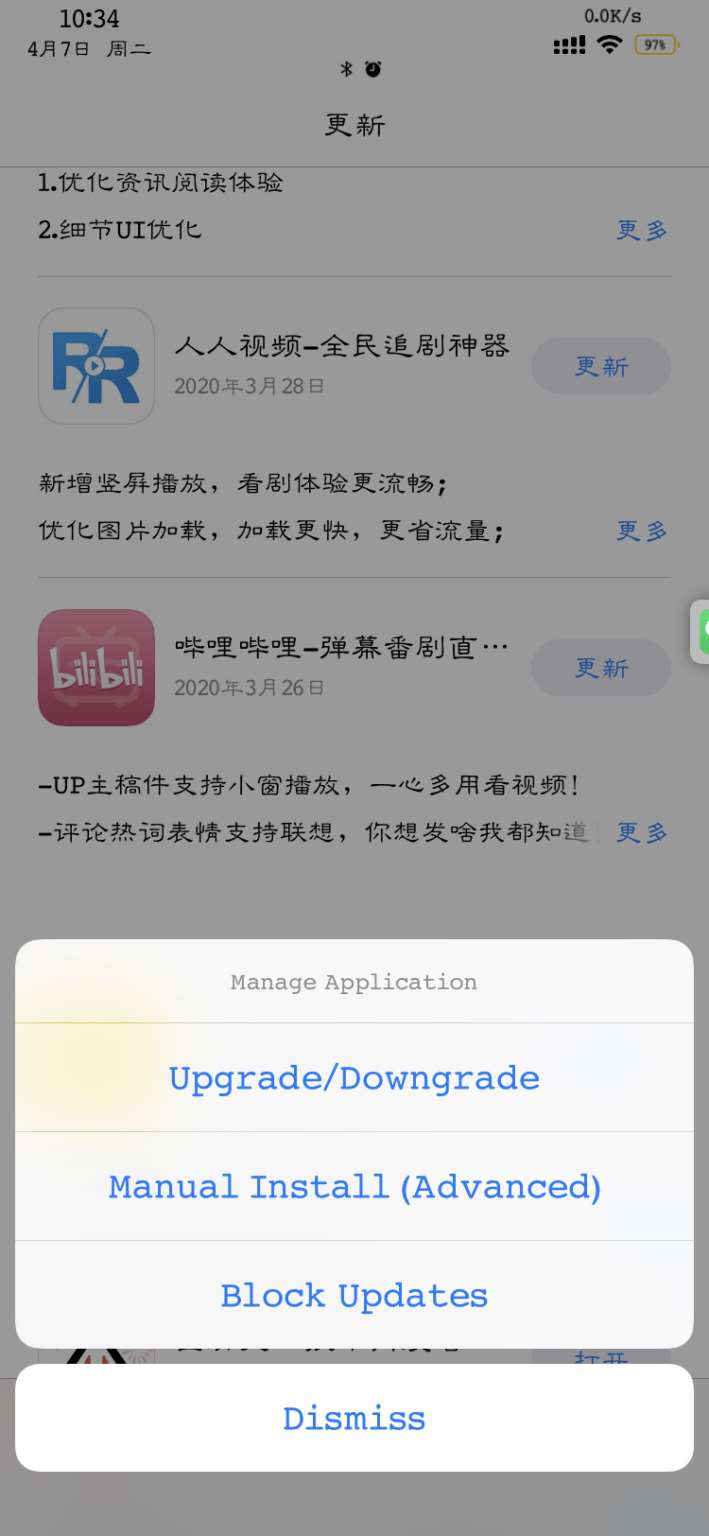 10:34
0.0K/s
4月7日 周二
97%
更新
1.优化资讯阅读体验
2.细节UI优化
更多
RR
人人视频-全民追剧神器
2020年3月28日
更新
新增竖屏播放，看剧体验更流畅；
优化图片加载，加载更快，更省流量；
更多
bilibili
哔哩哔哩-弹幕番剧直…
2020年3月26日
更新
-UP主稿件支持小窗播放，一心多用看视频！
-评论热词表情支持联想，你想发啥我都知道
更多
Manage Application
Upgrade/Downgrade
Manual Install (Advanced)
Block Updates
打开
Dismiss